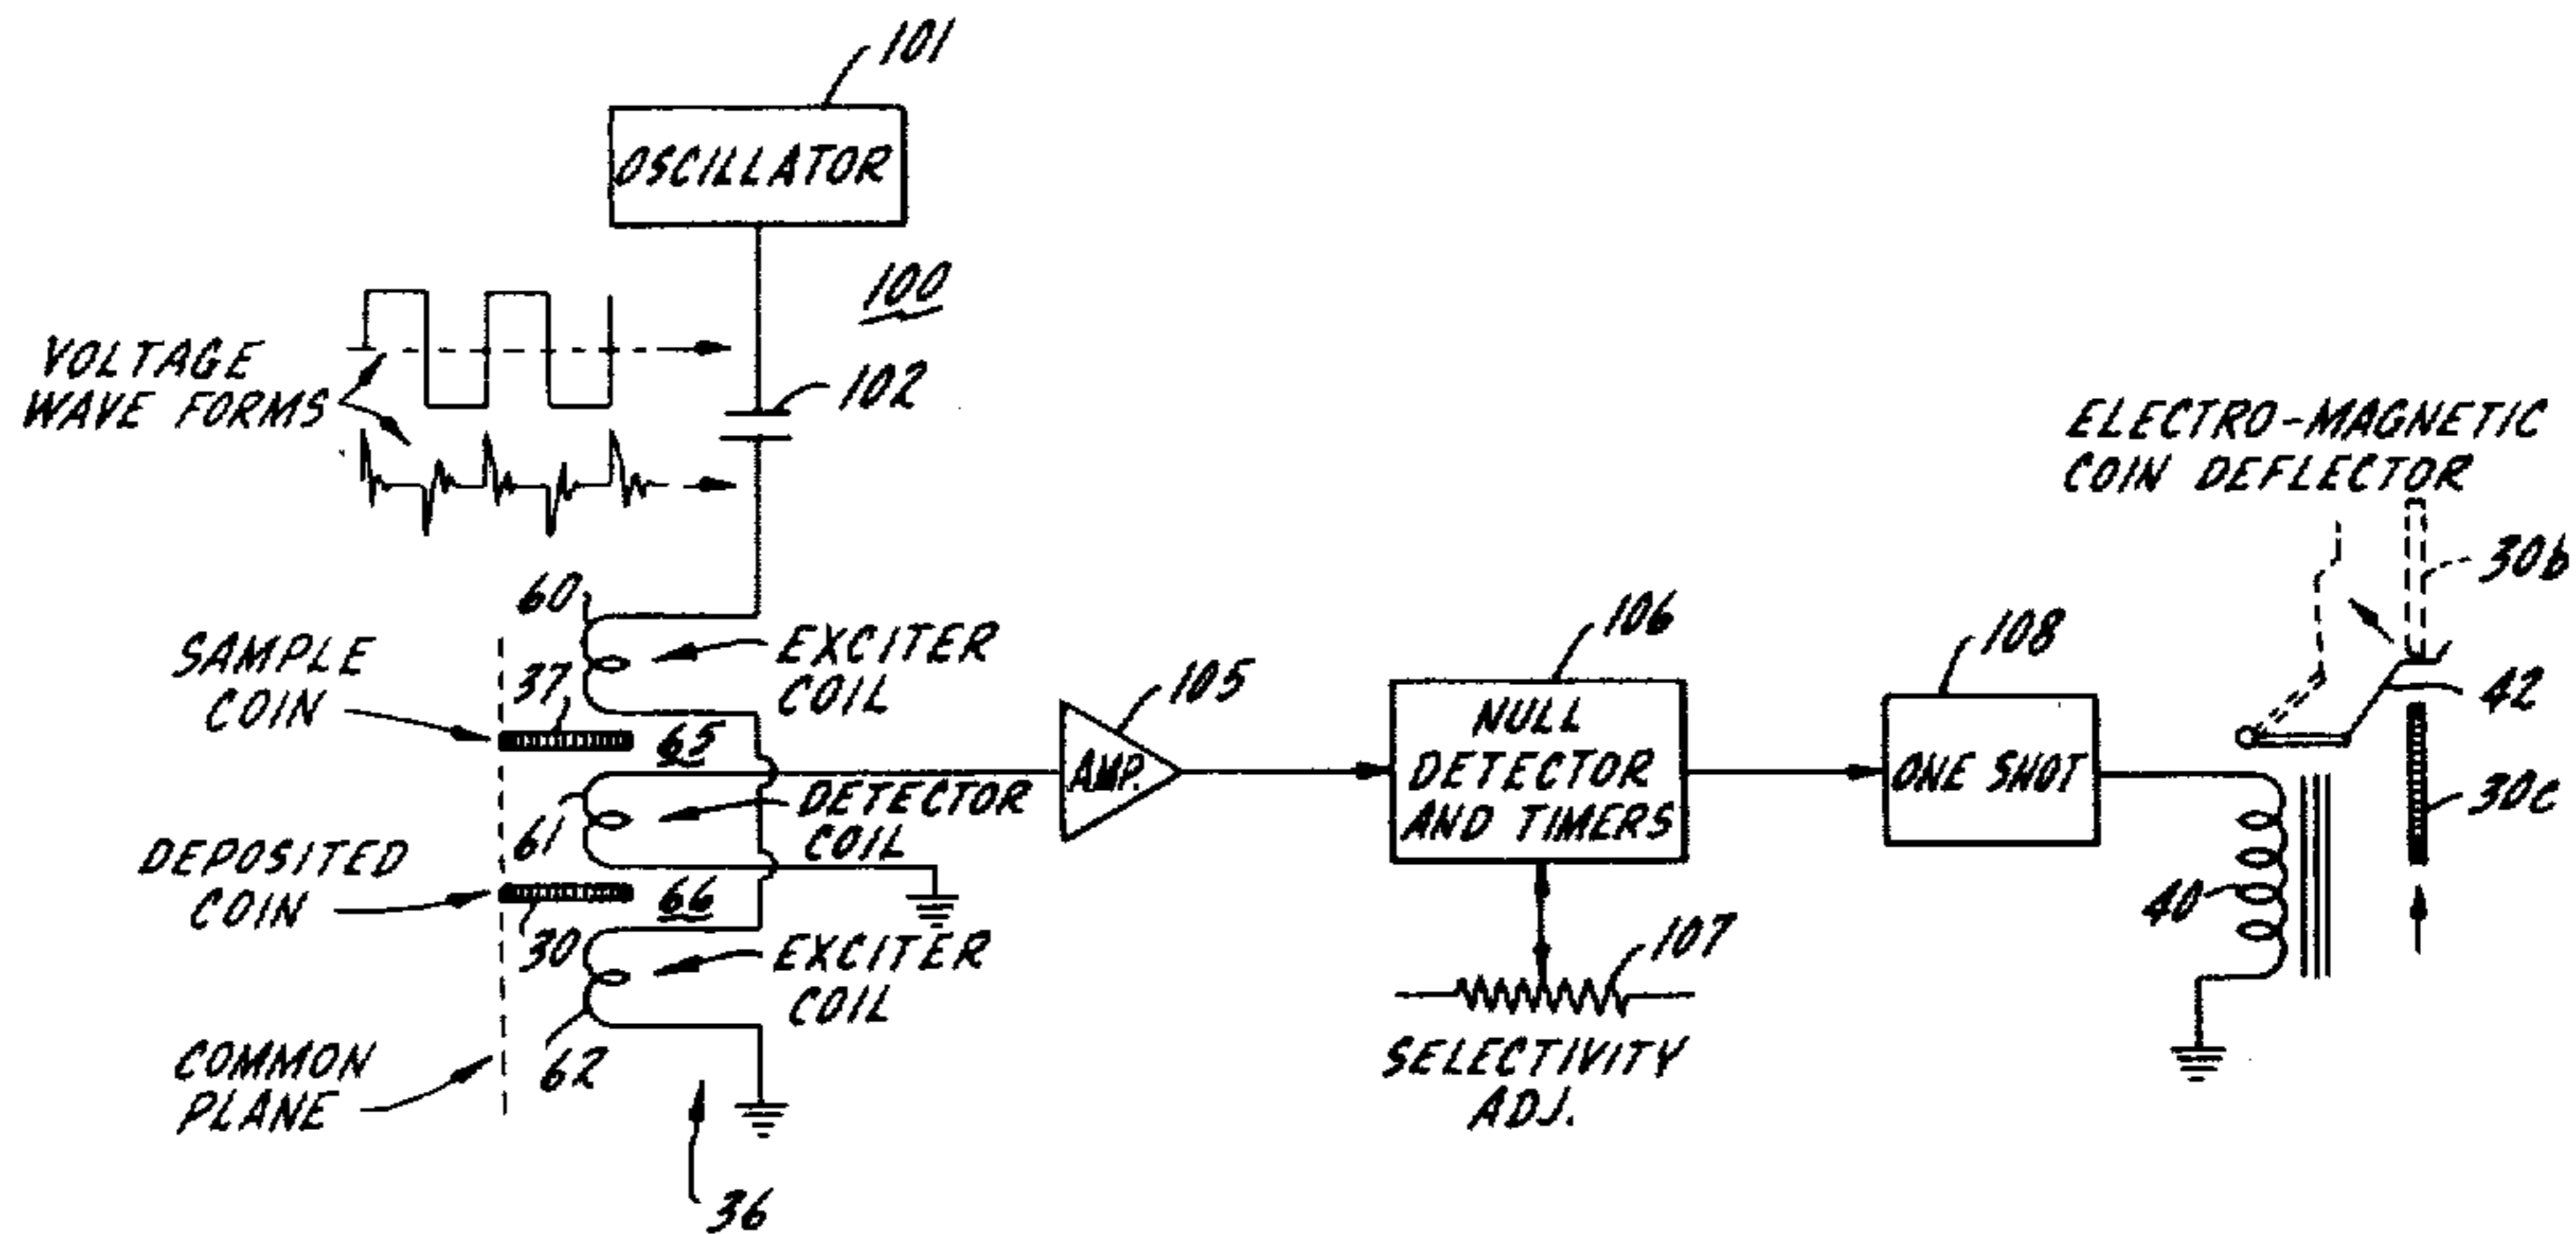 101
OSCILLATOR
100
VOLTAGE
WAVE FORMS
102
ELECTRO-MAGNETIC
COIN DEFLECTOR
30b
60
EXCITER
COIL
SAMPLE
COIN
37
65
105
AMP.
106
NULL
DETECTOR
AND TIMERS
108
ONE SHOT
42
30c
61
DETECTOR
COIL
DEPOSITED
COIN
66
30
EXCITER
COIL
62
107
SELECTIVITY
ADJ.
40
COMMON
PLANE
36